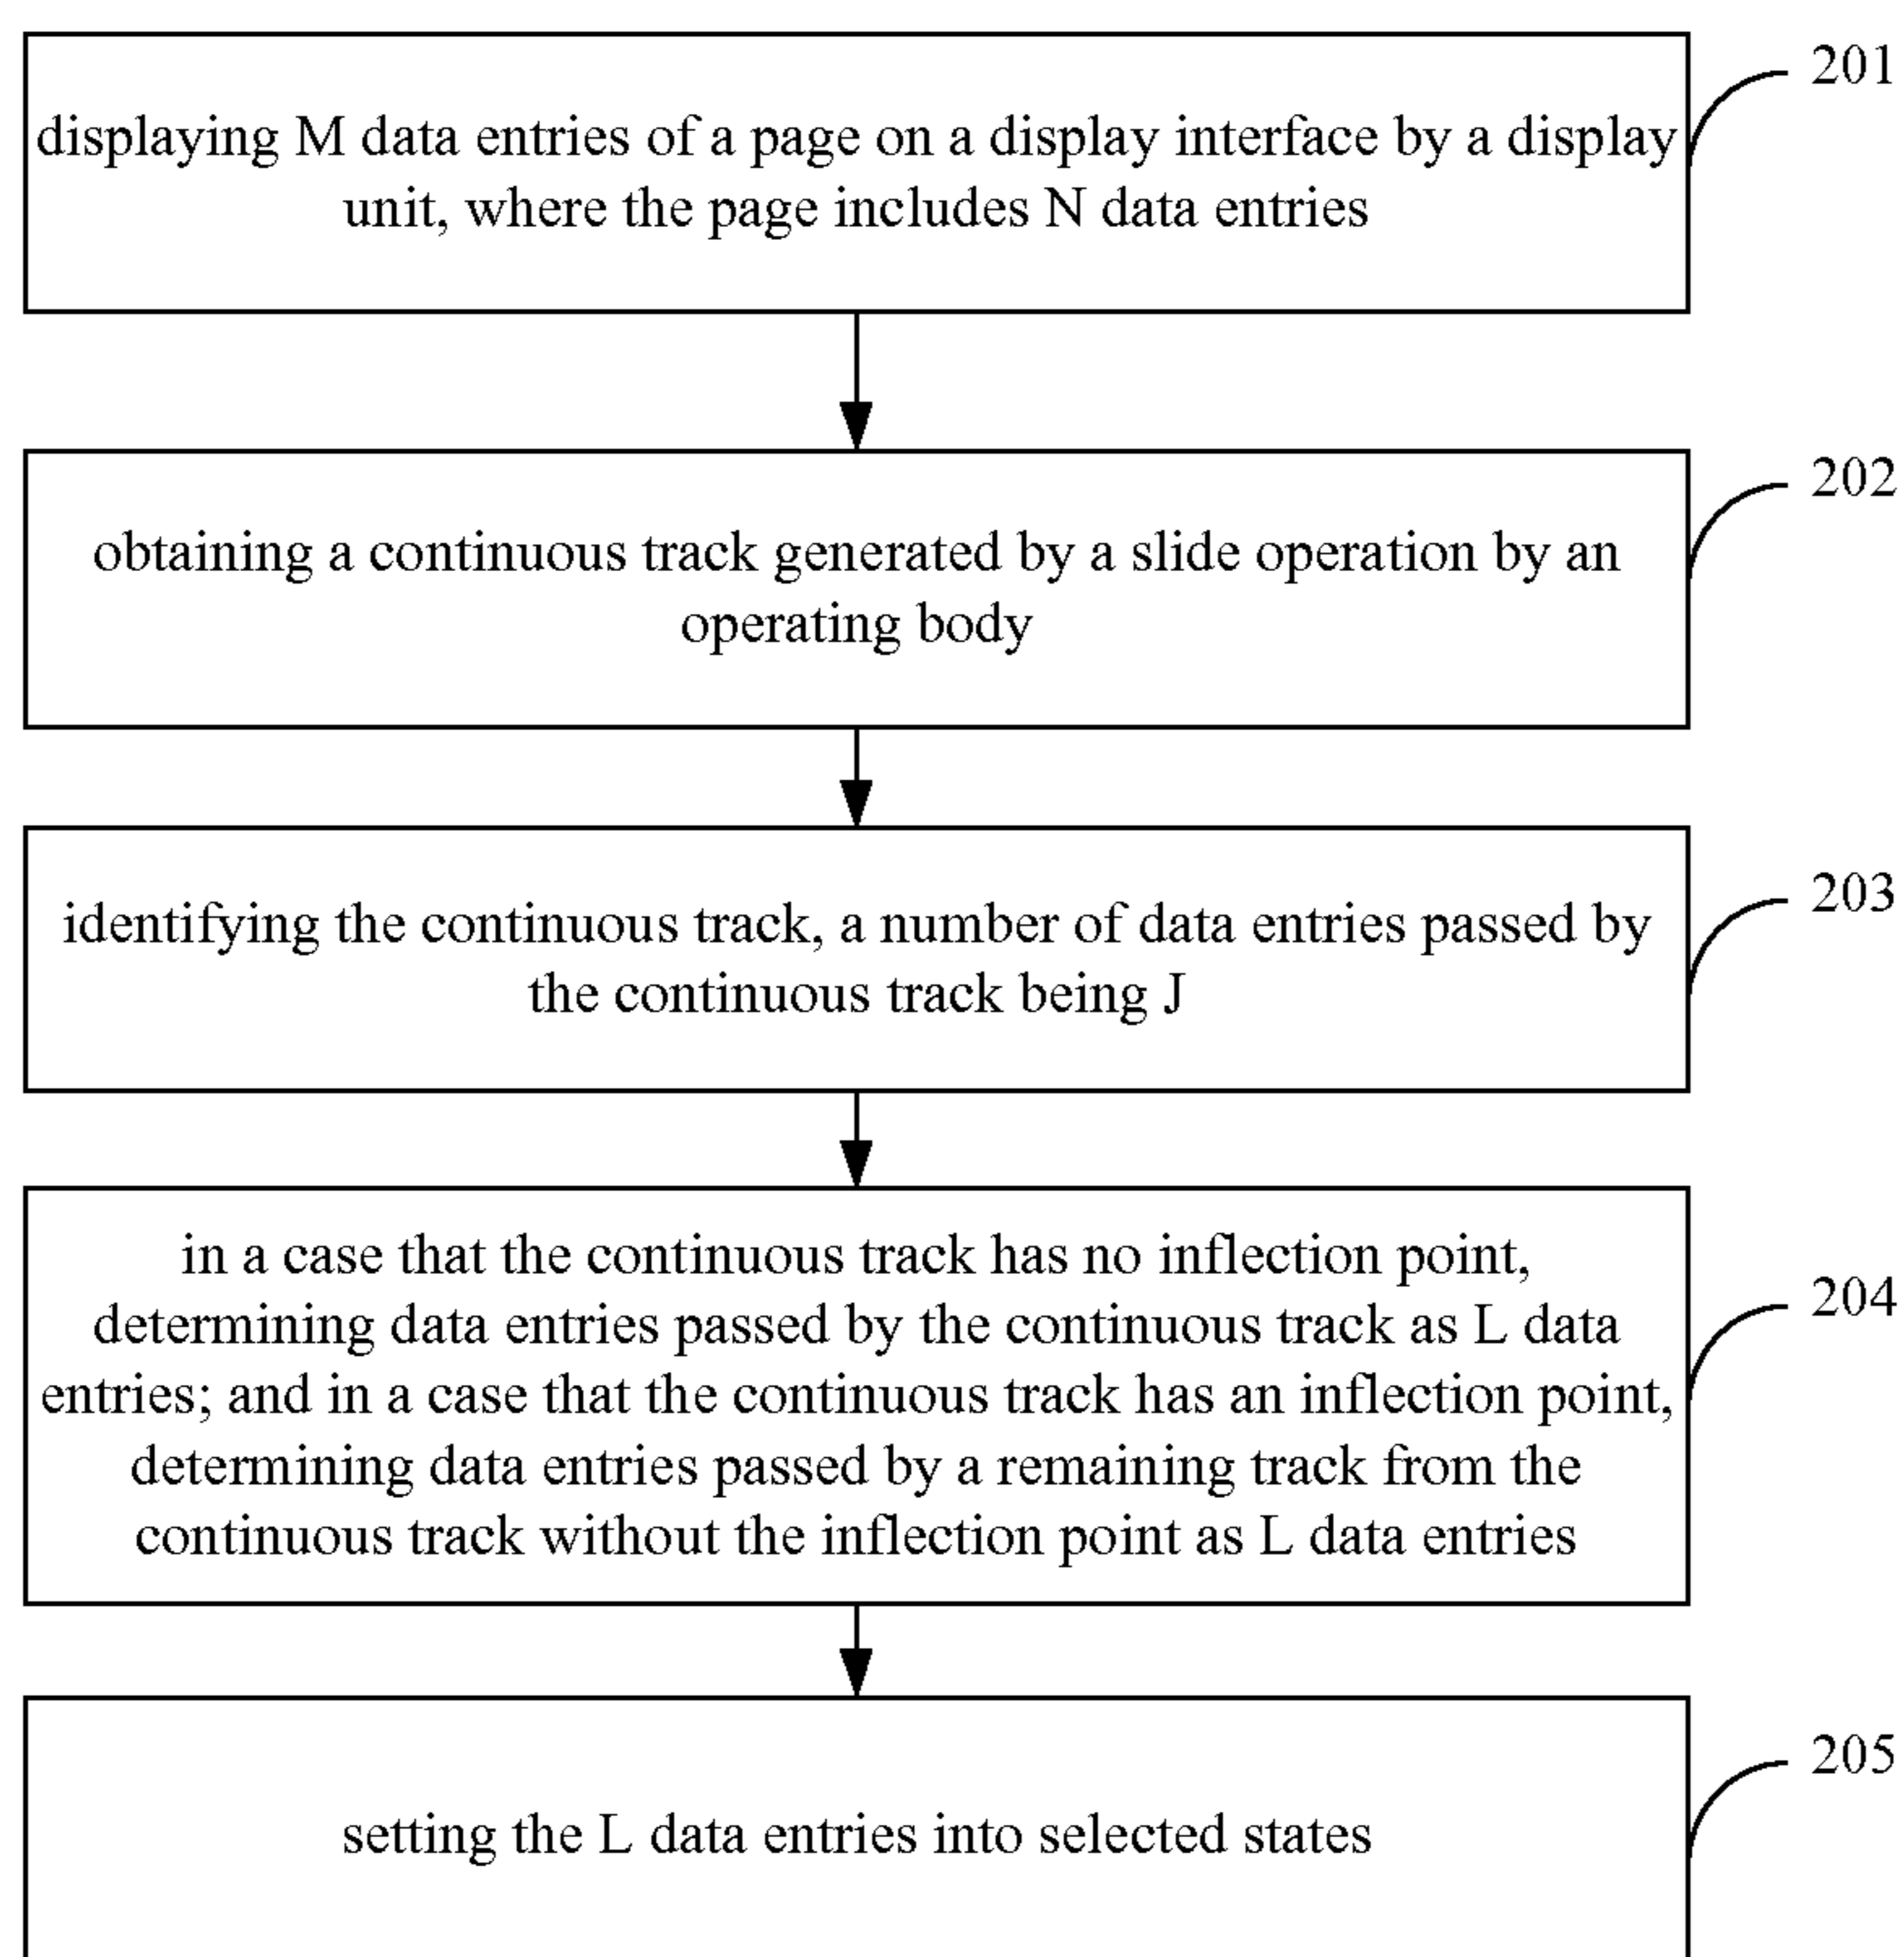 201
displaying M data entries of a page on a display interface by a display
unit, where the page includes N data entries
202
obtaining a continuous track generated by a slide operation by an
operating body
203
identifying the continuous track, a number of data entries passed by
the continuous track being J
204
in a case that the continuous track has no inflection point,
determining data entries passed by the continuous track as L data
entries; and in a case that the continuous track has an inflection point,
determining data entries passed by a remaining track from the
continuous track without the inflection point as L data entries
205
setting the L data entries into selected states